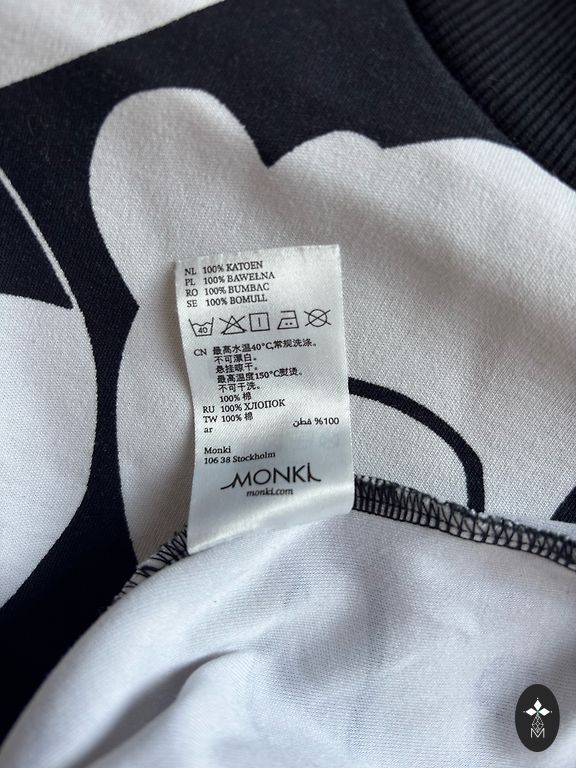 NL 100% KATOEN
PL 100% BAWEŁNA
RO 100% BUMBAC
SE 100% BOMULL
40
CN 最高水温40°C,常规洗涤。
不可漂白。
悬挂晾干。
最高温度150°C熨烫。
不可干洗。
100% 棉
RU 100% ХЛОПОК
TW 100% 棉
ar 100% قطن
Monki
106 38 Stockholm
MONKI
monki.com
M